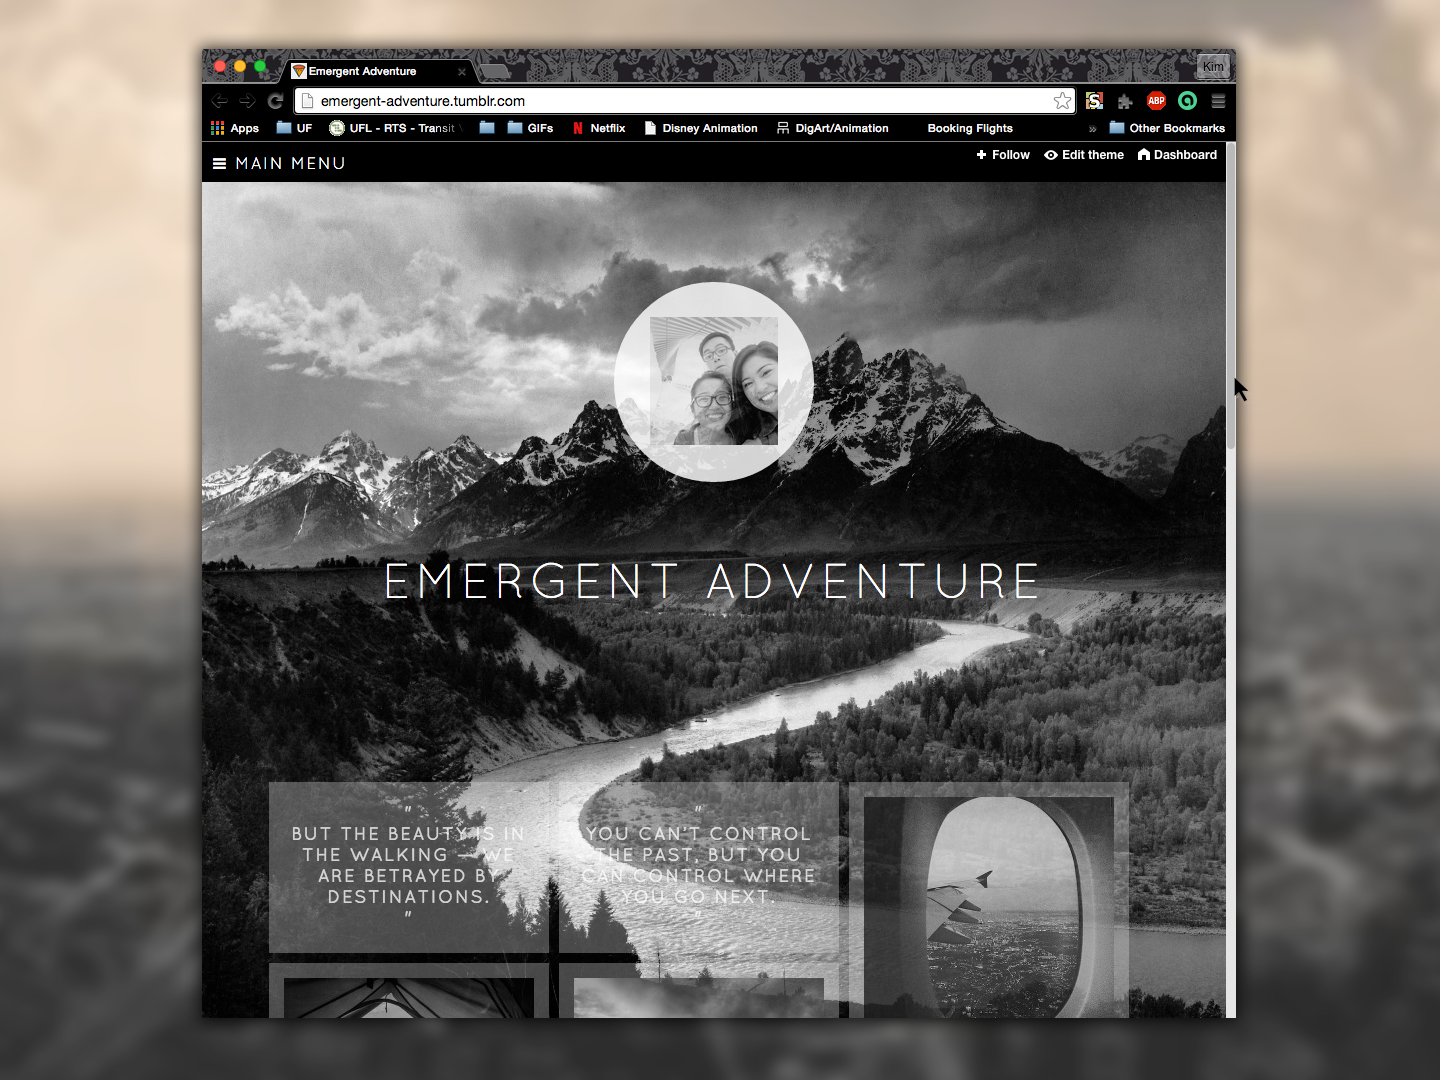 Emergent Adventure
Kim
emergent-adventure.tumblr.com
S
ABP
Apps
UF
UFL - RTS - Transit
GIFs
Netflix
Disney Animation
DigArt/Animation
Booking Flights
»
Other Bookmarks
MAIN MENU
Follow
Edit theme
Dashboard
EMERGENT ADVENTURE
"
BUT THE BEAUTY IS IN
THE WALKING — WE
ARE BETRAYED BY
DESTINATIONS.
"
"
YOU CAN'T CONTROL
THE PAST, BUT YOU
CAN CONTROL WHERE
YOU GO NEXT.
"